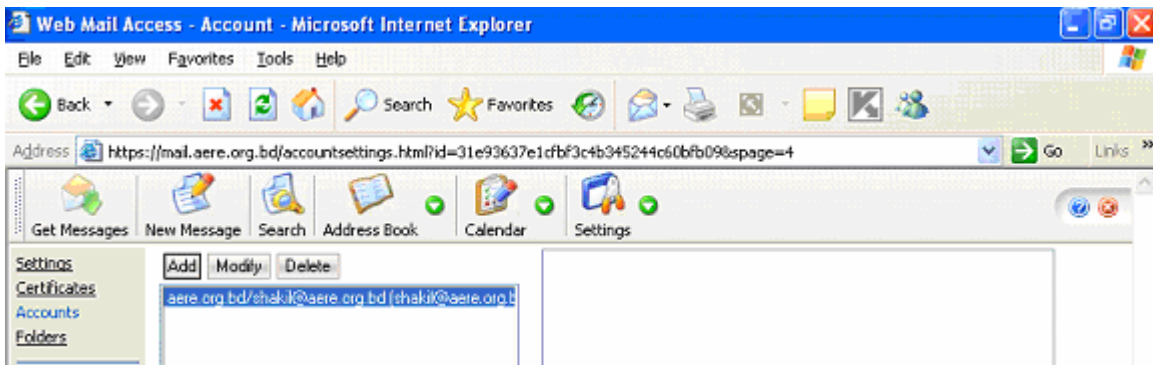 Web Mail Access - Account - Microsoft Internet Explorer
File Edit View Favorites Tools Help
Back Search Favorites
Address https://mail.aere.org.bd/accountsettings.html?id=31e93637e1cfbf3c4b345244c60bfb09&spage=4 Go Links »
Get Messages New Message Search Address Book Calendar Settings
Settings Add Modify Delete
Certificates aere.org.bd/shakil@aere.org.bd (shakil@aere.org.b
Accounts
Folders